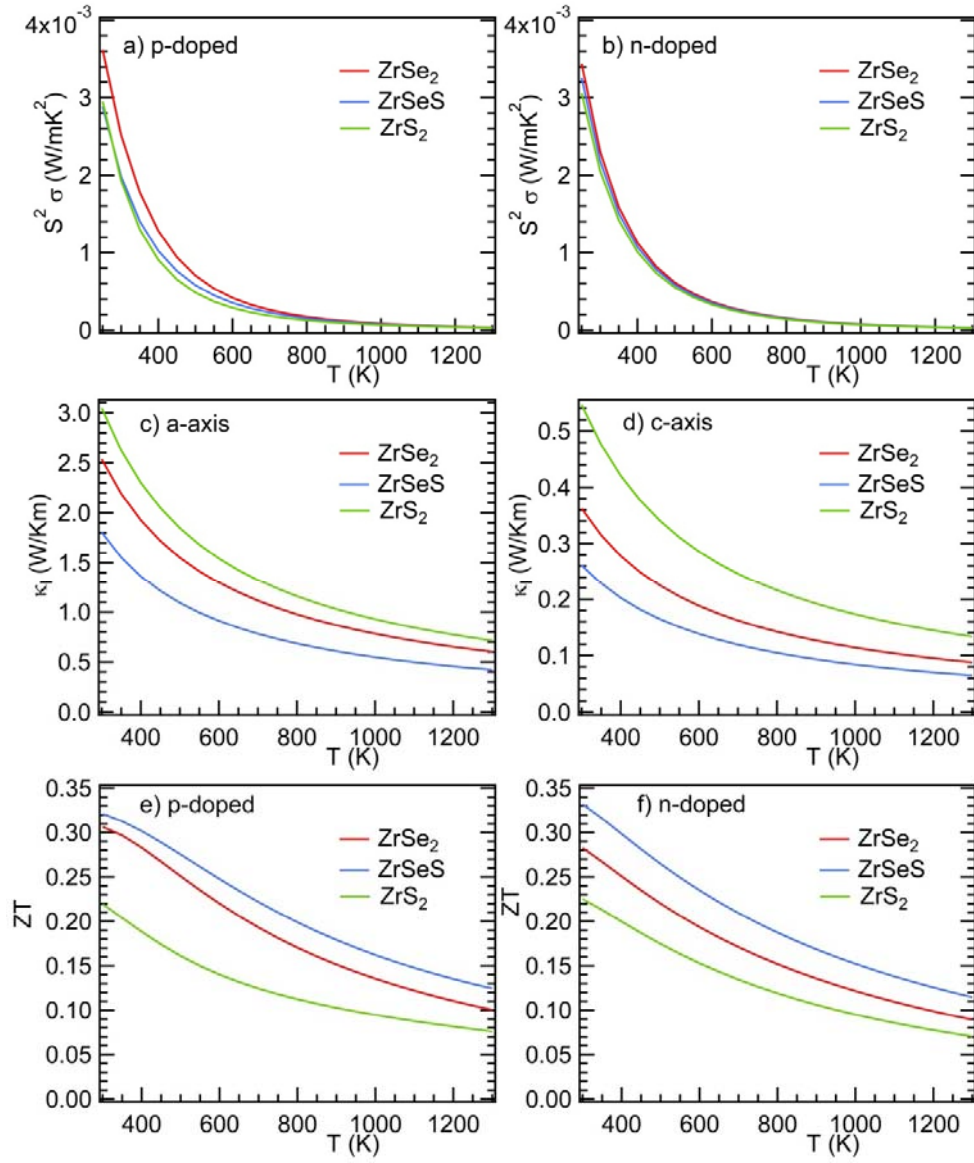 4x10⁻³
3
2
1
0
S² σ (W/mK²)
a) p-doped
ZrSe₂
ZrSeS
ZrS₂
400 600 800 1000 1200
T (K)
4x10⁻³
3
2
1
0
S² σ (W/mK²)
b) n-doped
ZrSe₂
ZrSeS
ZrS₂
400 600 800 1000 1200
T (K)
3.0
2.5
2.0
1.5
1.0
0.5
0.0
κₗ (W/Km)
c) a-axis
ZrSe₂
ZrSeS
ZrS₂
400 600 800 1000 1200
T (K)
0.5
0.4
0.3
0.2
0.1
0.0
κₗ (W/Km)
d) c-axis
ZrSe₂
ZrSeS
ZrS₂
400 600 800 1000 1200
T (K)
0.35
0.30
0.25
0.20
0.15
0.10
0.05
0.00
ZT
e) p-doped
ZrSe₂
ZrSeS
ZrS₂
400 600 800 1000 1200
T (K)
0.35
0.30
0.25
0.20
0.15
0.10
0.05
0.00
ZT
f) n-doped
ZrSe₂
ZrSeS
ZrS₂
400 600 800 1000 1200
T (K)